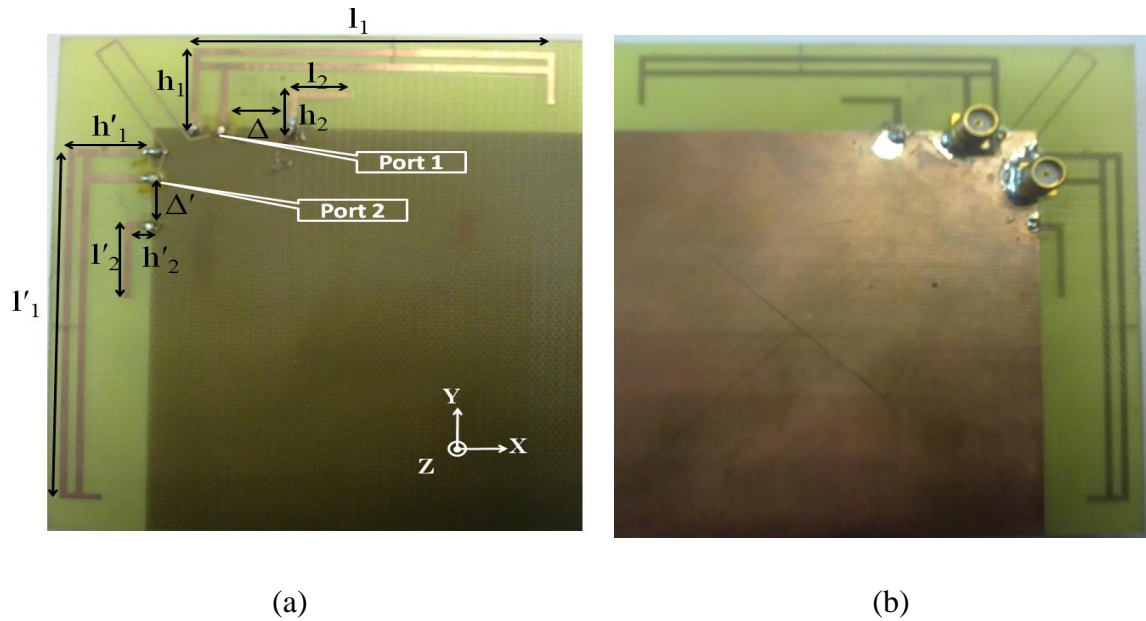 l₁
h₁
l₂
h₂
Δ
h'₁
Port 1
Port 2
Δ'
l'₂
h'₂
l'₁
Y
X
Z
(a)
(b)